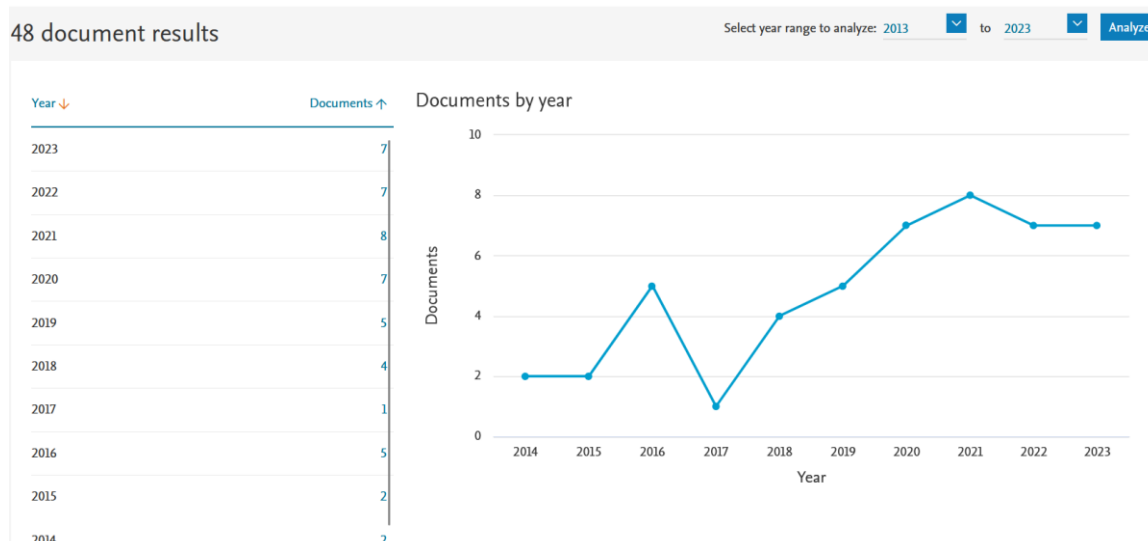 48 document results
Select year range to analyze: 2013 to 2023 Analyze
Year Documents
2023 7
2022 7
2021 8
2020 7
2019 5
2018 4
2017 1
2016 5
2015 2
2014 2
Documents by year
10
8
6
4
2
0
Documents
2014 2015 2016 2017 2018 2019 2020 2021 2022 2023
Year